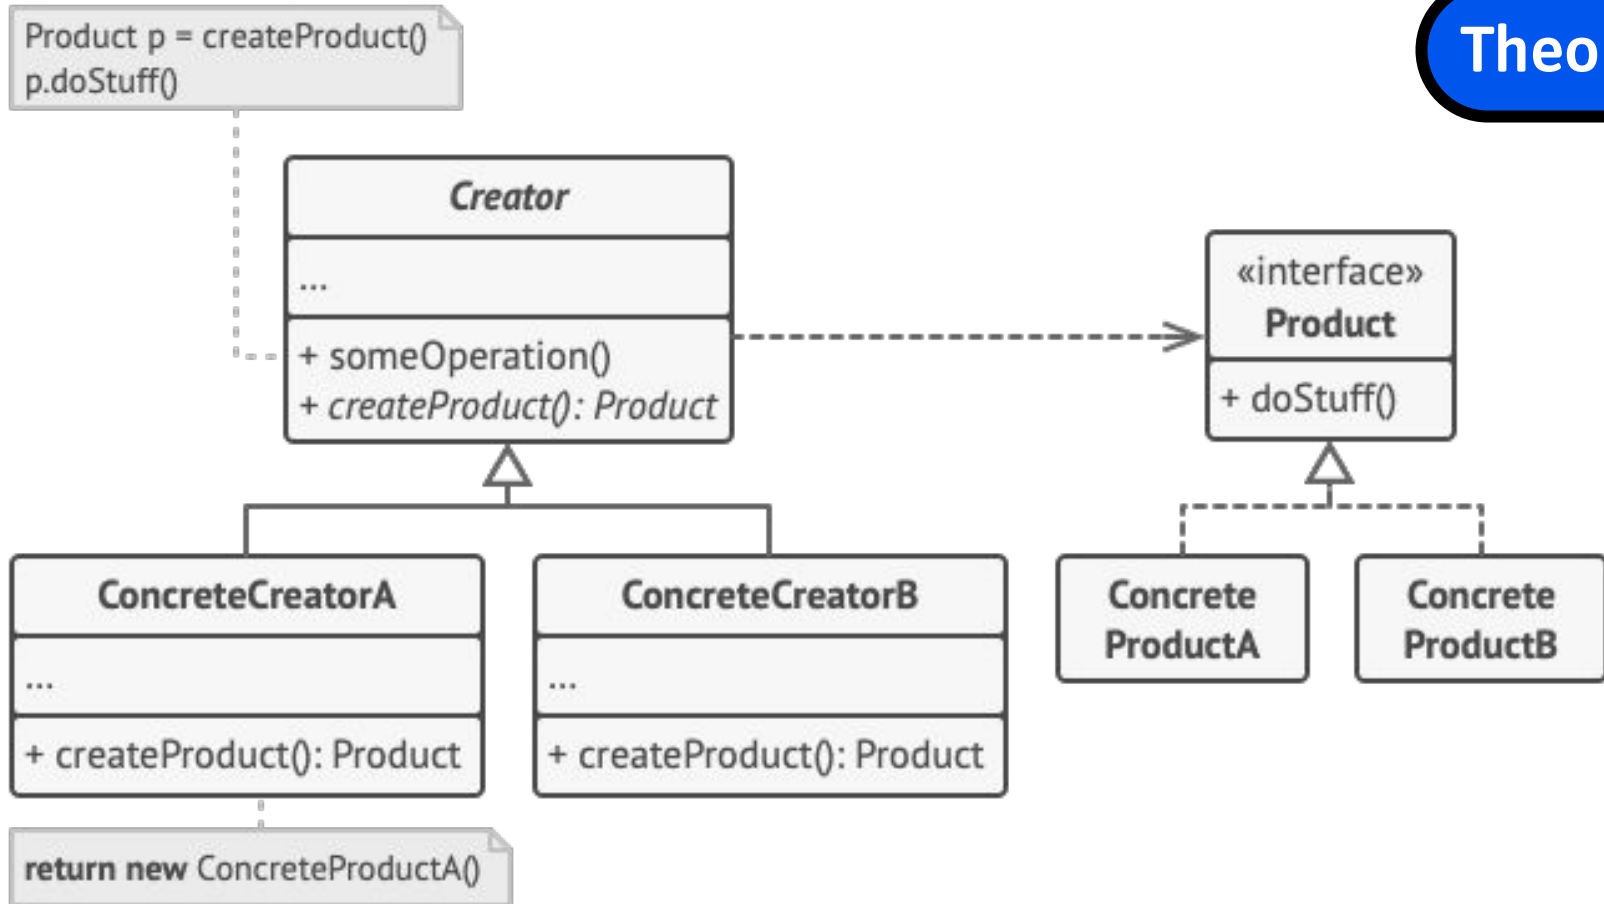 Product p = createProduct()
p.doStuff()
Theo
Creator
...
+ someOperation()
+ createProduct(): Product
«interface»
Product
+ doStuff()
ConcreteCreatorA
...
+ createProduct(): Product
ConcreteCreatorB
...
+ createProduct(): Product
Concrete
ProductA
Concrete
ProductB
return new ConcreteProductA()